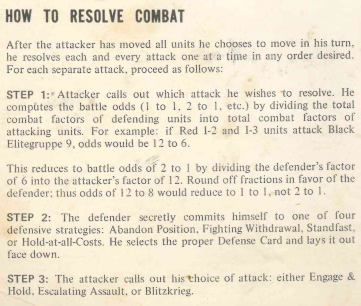 HOW TO RESOLVE COMBAT
After the attacker has moved all units he chooses to move in his turn,
he resolves each and every attack one at a time in any order desired.
For each separate attack, proceed as follows:
STEP 1: Attacker calls out which attack he wishes to resolve. He
computes the battle odds (1 to 1, 2 to 1, etc.) by dividing the total
combat factors of defending units into total combat factors of
attacking units. For example: if Red I-2 and I-3 units attack Black
Elitegruppe 9, odds would be 12 to 6.
This reduces to battle odds of 2 to 1 by dividing the defender's factor
of 6 into the attacker's factor of 12. Round off fractions in favor of the
defender; thus odds of 12 to 8 would reduce to 1 to 1, not 2 to 1.
STEP 2: The defender secretly commits himself to one of four
defensive strategies: Abandon Position, Fighting Withdrawal, Standfast,
or Hold-at-all-Costs. He selects the proper Defense Card and lays it out
face down.
STEP 3: The attacker calls out his choice of attack: either Engage &
Hold, Escalating Assault, or Blitzkrieg.